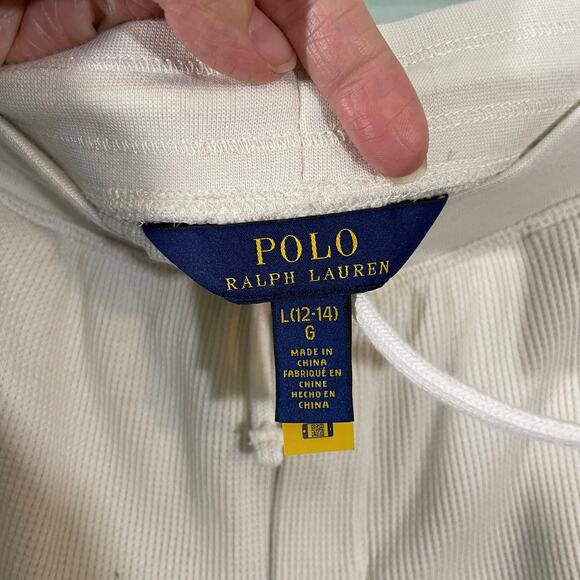 POLO
RALPH LAUREN
L(12-14)
G
MADE IN
CHINA
FABRIQUÉ EN
CHINE
HECHO EN
CHINA